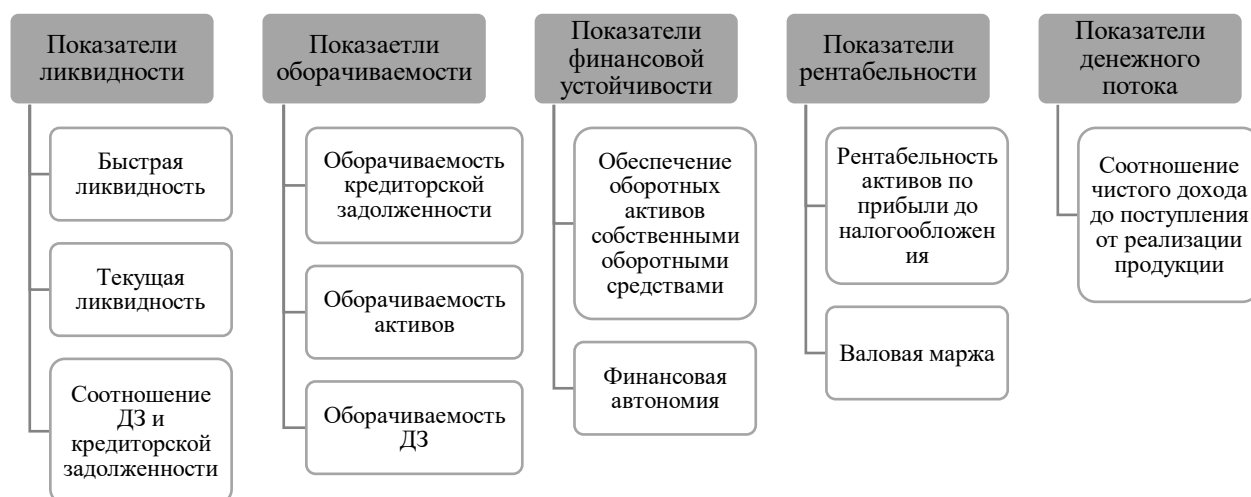 Показатели
ликвидности
Быстрая
ликвидность
Текущая
ликвидность
Соотношение
ДЗ и
кредиторской
задолженности
Показаетли
оборачиваемости
Оборачиваемость
кредиторской
задолженности
Оборачиваемость
активов
Оборачиваемость
ДЗ
Показатели
финансовой
устойчивости
Обеспечение
оборотных
активов
собственными
оборотными
средствами
Финансовая
автономия
Показатели
рентабельности
Рентабельность
активов по
прибыли до
налогообложен
ия
Валовая маржа
Показатели
денежного
потока
Соотношение
чистого дохода
до поступления
от реализации
продукции